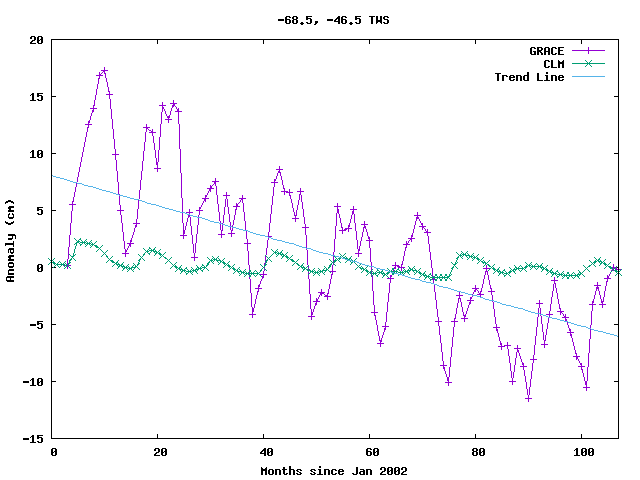 -68.5, -46.5 TWS
GRACE
CLM
Trend Line
20
15
10
5
0
-5
-10
-15
Anomaly (cm)
0 20 40 60 80 100
Months since Jan 2002